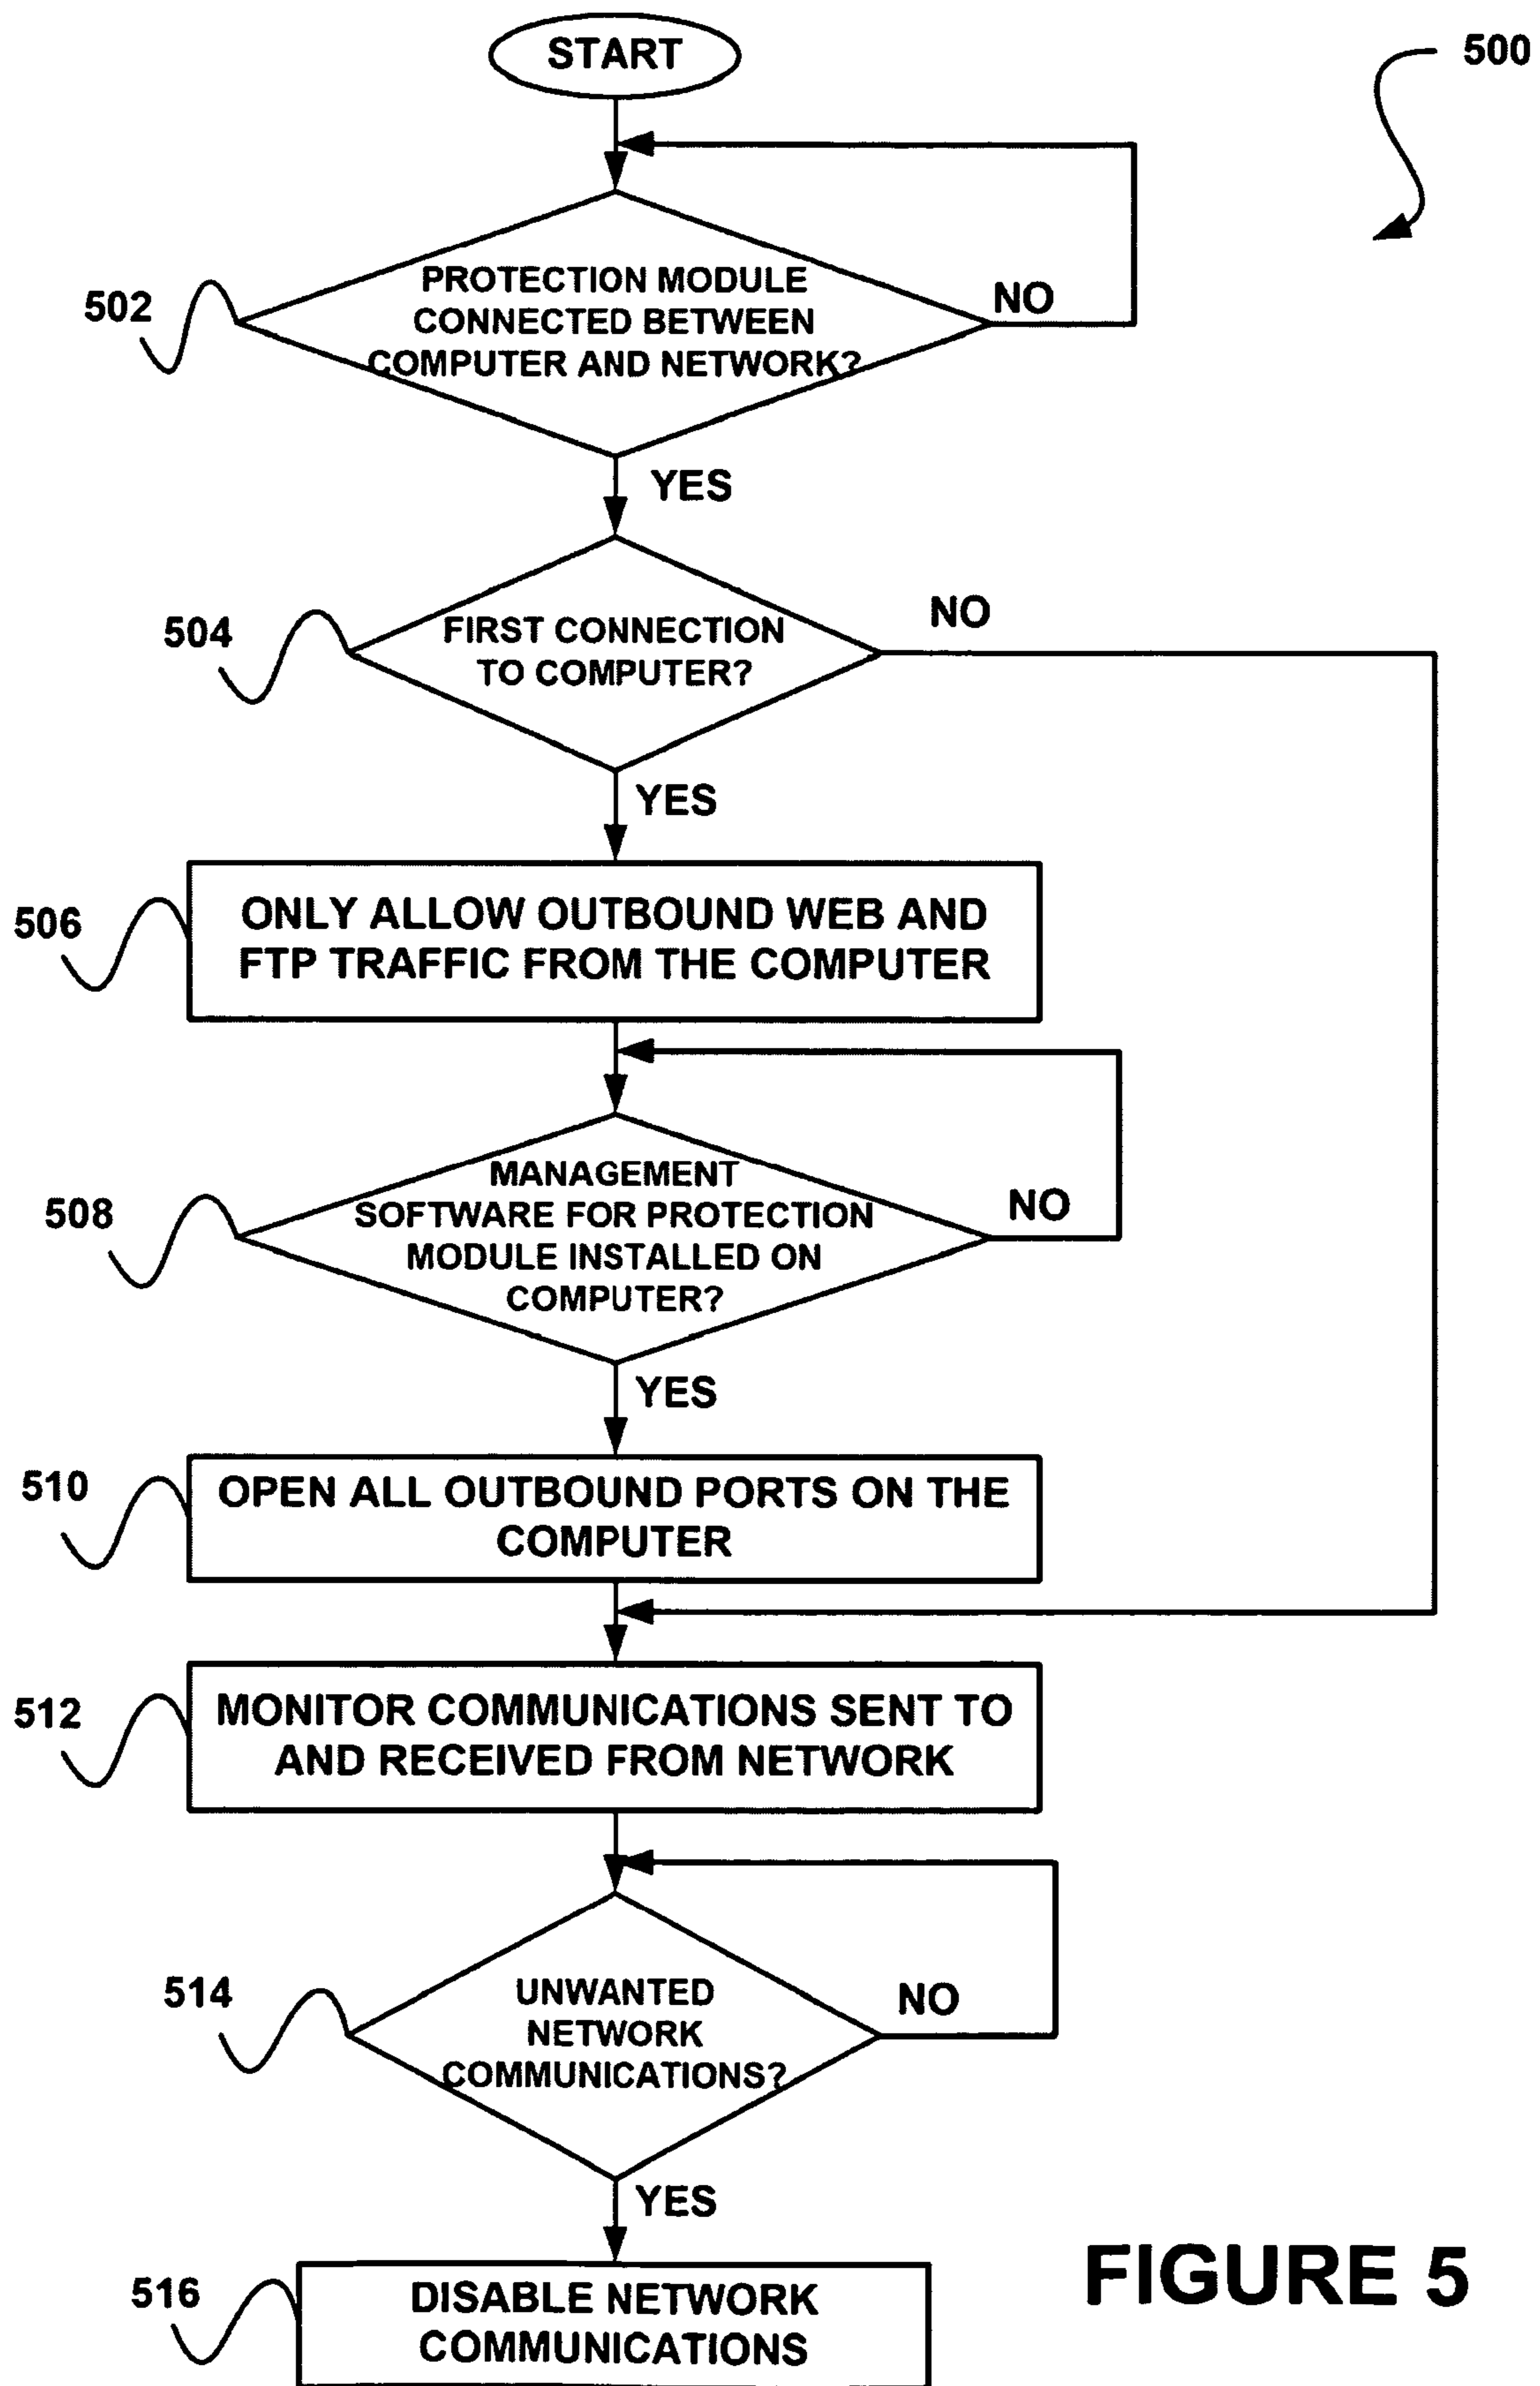 START
500
502
PROTECTION MODULE
CONNECTED BETWEEN
COMPUTER AND NETWORK?
NO
YES
504
FIRST CONNECTION
TO COMPUTER?
NO
YES
506
ONLY ALLOW OUTBOUND WEB AND
FTP TRAFFIC FROM THE COMPUTER
508
MANAGEMENT
SOFTWARE FOR PROTECTION
MODULE INSTALLED ON
COMPUTER?
NO
YES
510
OPEN ALL OUTBOUND PORTS ON THE
COMPUTER
512
MONITOR COMMUNICATIONS SENT TO
AND RECEIVED FROM NETWORK
514
UNWANTED
NETWORK
COMMUNICATIONS?
NO
YES
516
DISABLE NETWORK
COMMUNICATIONS
FIGURE 5